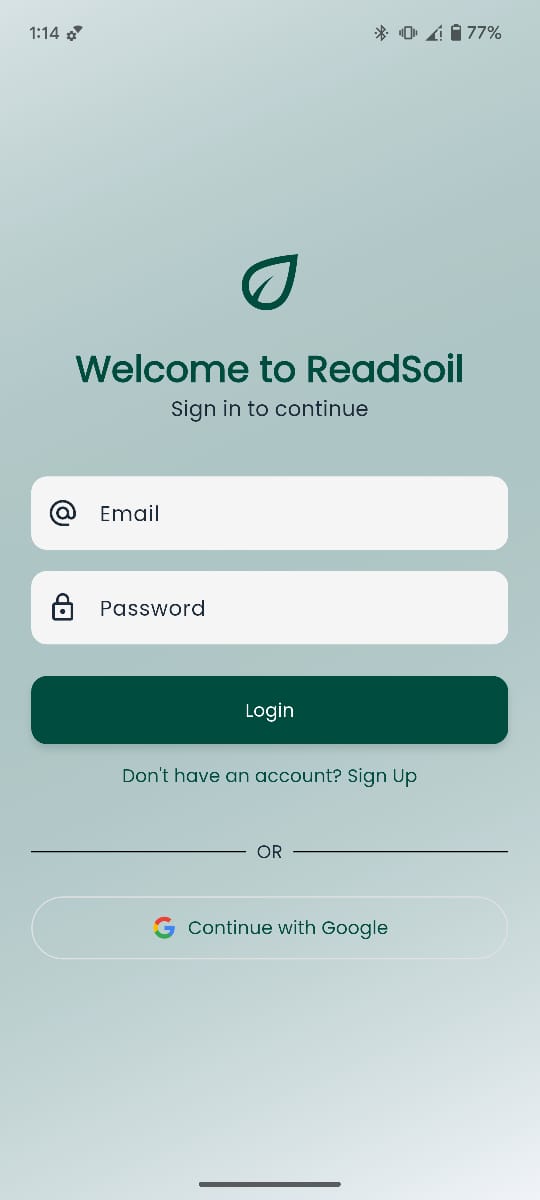 1:14 77%
Welcome to ReadSoil
Sign in to continue
Email
Password
Login
Don't have an account? Sign Up
OR
Continue with Google